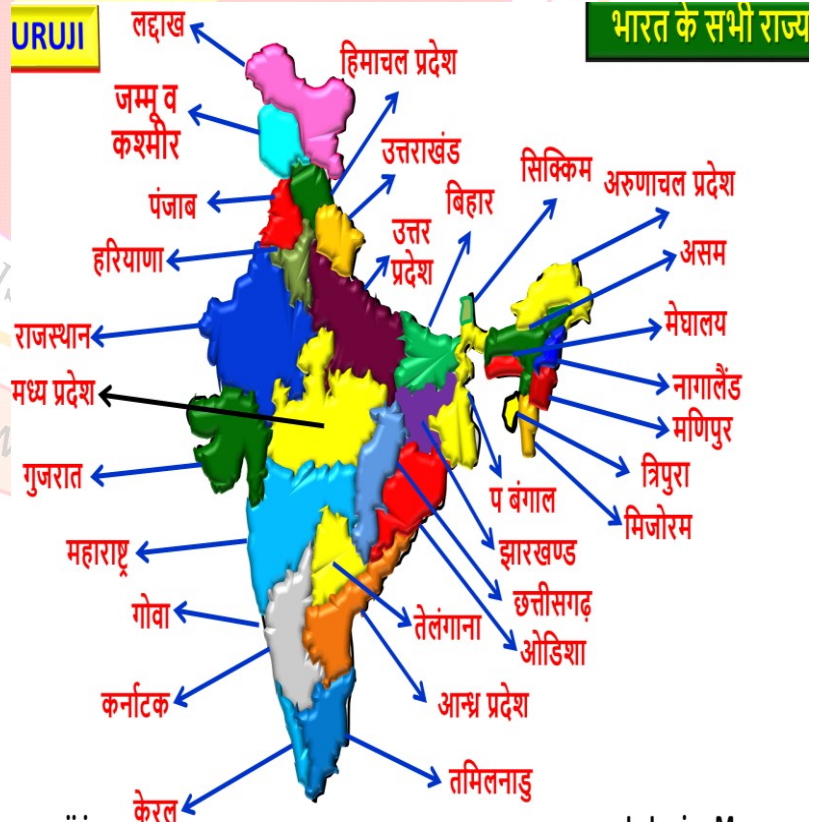 URUJI
भारत के सभी राज्य
लद्दाख
हिमाचल प्रदेश
जम्मू व
कश्मीर
उत्तराखंड
सिक्किम
अरुणाचल प्रदेश
पंजाब
बिहार
हरियाणा
उत्तर
प्रदेश
असम
मेघालय
राजस्थान
मध्य प्रदेश
नागालैंड
मणिपुर
गुजरात
त्रिपुरा
प बंगाल
मिजोरम
महाराष्ट्र
झारखण्ड
छत्तीसगढ़
गोवा
तेलंगाना
ओडिशा
कर्नाटक
आन्ध्र प्रदेश
तमिलनाडु
केरल